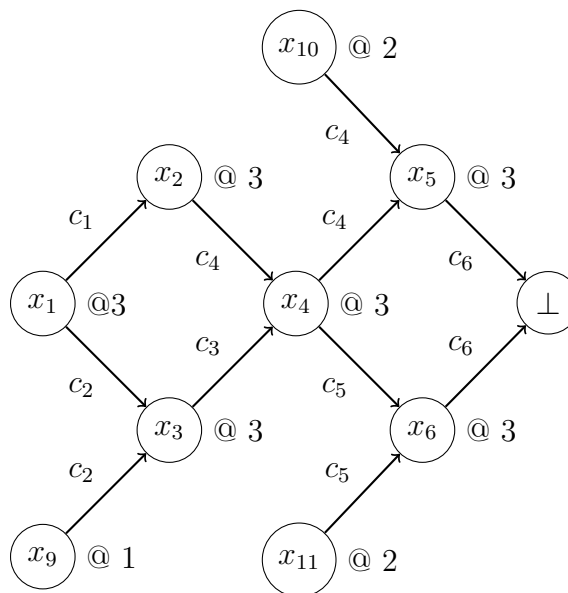 x₁₀ @ 2
c₄
x₂ @ 3 x₅ @ 3
c₁ c₄ c₄ c₆
x₁ @3 x₄ @ 3 ⊥
c₂ c₃ c₅ c₆
x₃ @ 3 x₆ @ 3
c₂ c₅
x₉ @ 1 x₁₁ @ 2